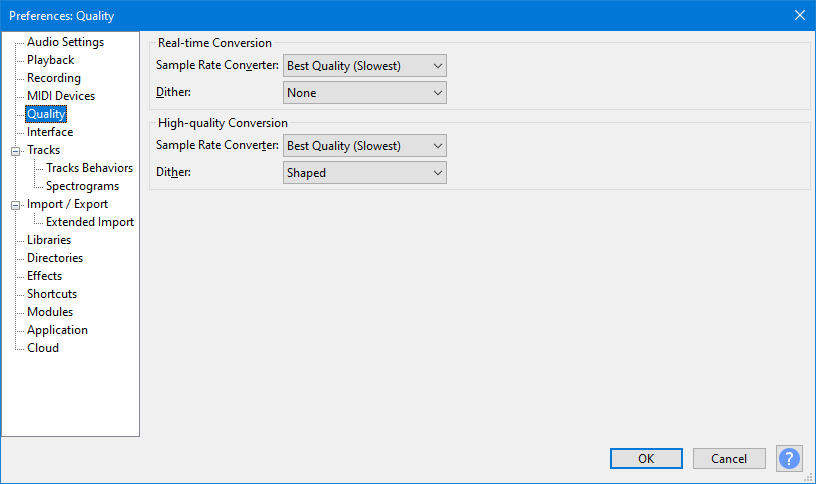 Preferences: Quality
Audio Settings
Playback
Recording
MIDI Devices
Quality
Interface
Tracks
Tracks Behaviors
Spectrograms
Import / Export
Extended Import
Libraries
Directories
Effects
Shortcuts
Modules
Application
Cloud
Real-time Conversion
Sample Rate Converter: Best Quality (Slowest)
Dither: None
High-quality Conversion
Sample Rate Converter: Best Quality (Slowest)
Dither: Shaped
OK Cancel ?